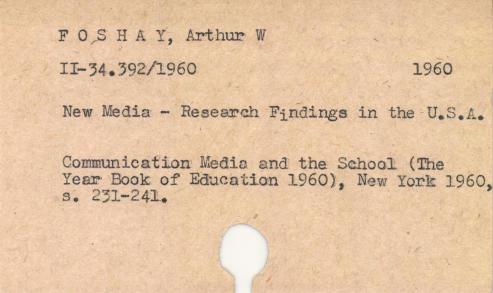 F O S H A Y, Arthur W
II-34.392/1960 1960
New Media - Research Findings in the U.S.A.
Communication Media and the School (The
Year Book of Education 1960), New York 1960,
s. 231-241.